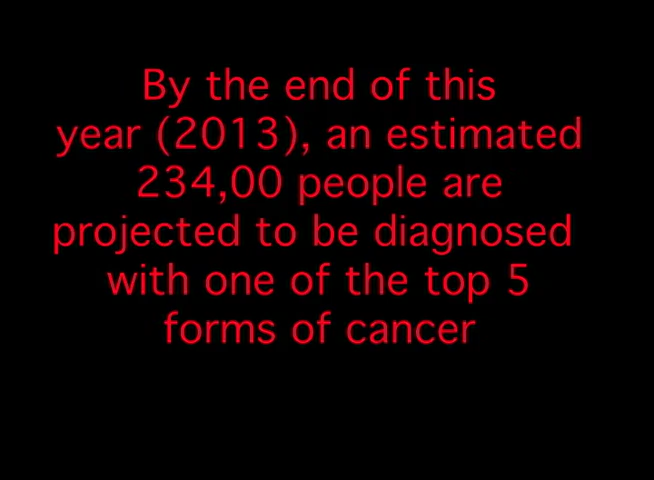 By the end of this
year (2013), an estimated
234,00 people are
projected to be diagnosed
with one of the top 5
forms of cancer